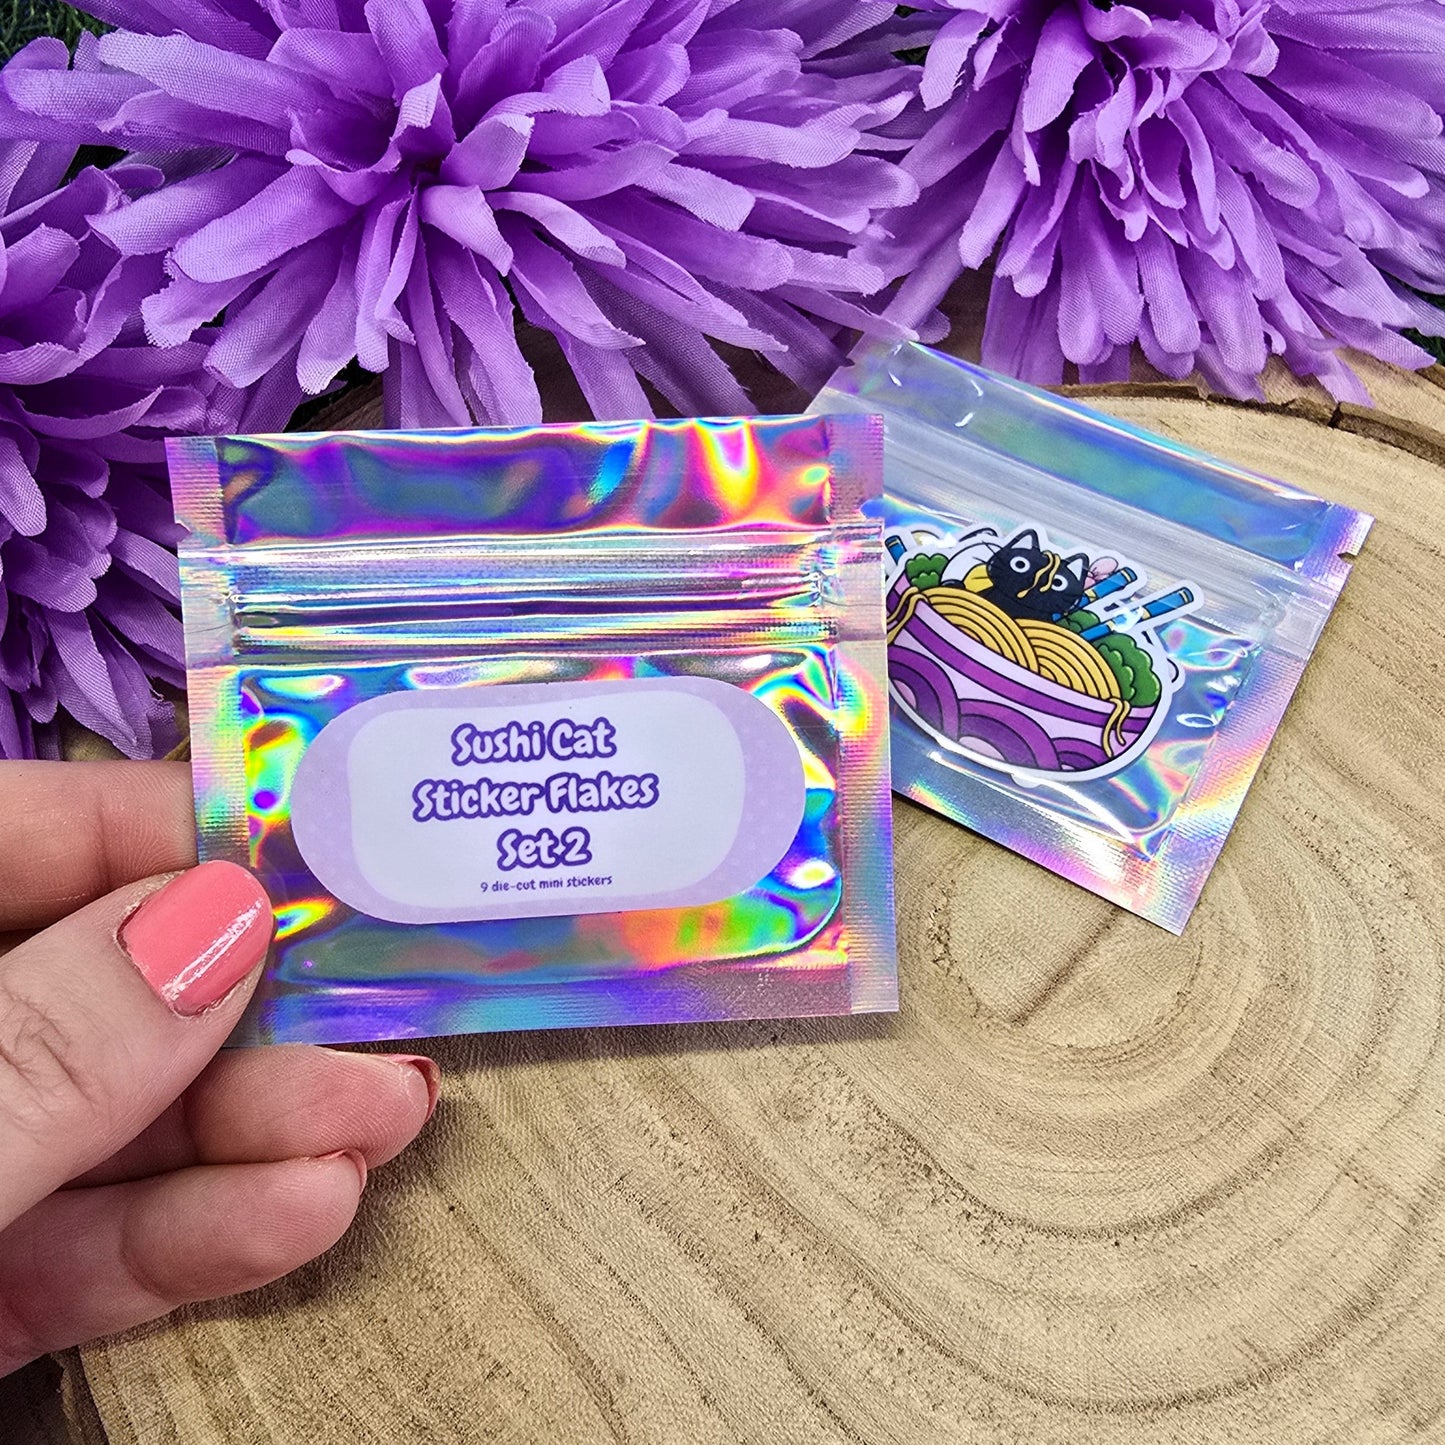 Sushi Cat
Sticker Flakes
Set 2
9 die-cut mini stickers